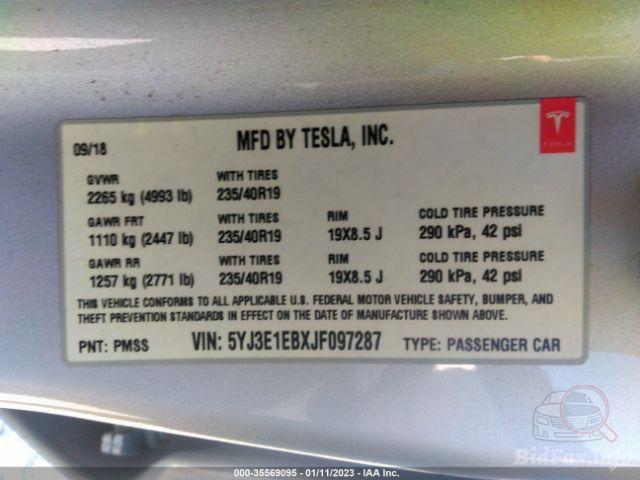 09/18 MFD BY TESLA, INC.
TESLA
GVWR WITH TIRES
2265 kg (4993 lb) 235/40R19
GAWR FRT WITH TIRES RIM COLD TIRE PRESSURE
1110 kg (2447 lb) 235/40R19 19X8.5 J 290 kPa, 42 psi
GAWR RR WITH TIRES RIM COLD TIRE PRESSURE
1257 kg (2771 lb) 235/40R19 19X8.5 J 290 kPa, 42 psi
THIS VEHICLE CONFORMS TO ALL APPLICABLE U.S. FEDERAL MOTOR VEHICLE SAFETY, BUMPER, AND
THEFT PREVENTION STANDARDS IN EFFECT ON THE DATE OF MANUFACTURE SHOWN ABOVE.
PNT: PMSS VIN: 5YJ3E1EBXJF097287 TYPE: PASSENGER CAR
BidFax.Info
000-35569095 - 01/11/2023 - IAA Inc.